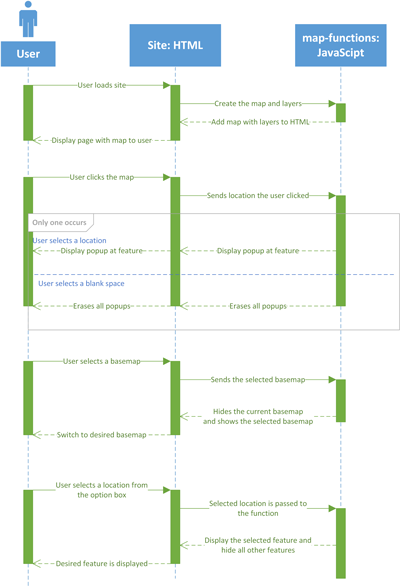 User
Site: HTML
map-functions:
JavaScipt
User loads site
Create the map and layers
Add map with layers to HTML
Display page with map to user
User clicks the map
Sends location the user clicked
Only one occurs
User selects a location
Display popup at feature
Display popup at feature
User selects a blank space
Erases all popups
Erases all popups
User selects a basemap
Sends the selected basemap
Hides the current basemap
and shows the selected basemap
Switch to desired basemap
User selects a location from
the option box
Selected location is passed to
the function
Display the selected feature and
hide all other features
Desired feature is displayed